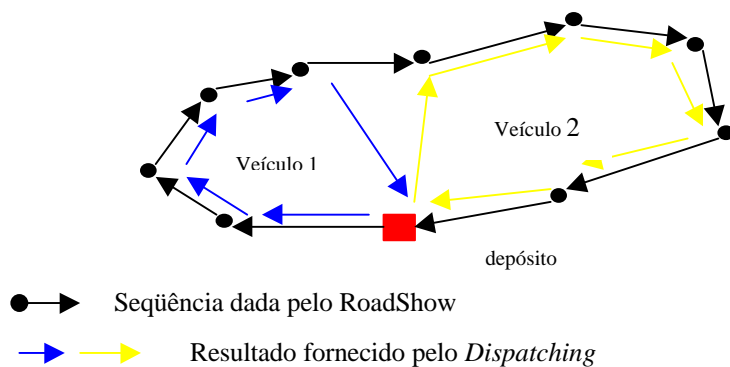 Veículo 1
Veículo 2
depósito
Seqüência dada pelo RoadShow
Resultado fornecido pelo Dispatching